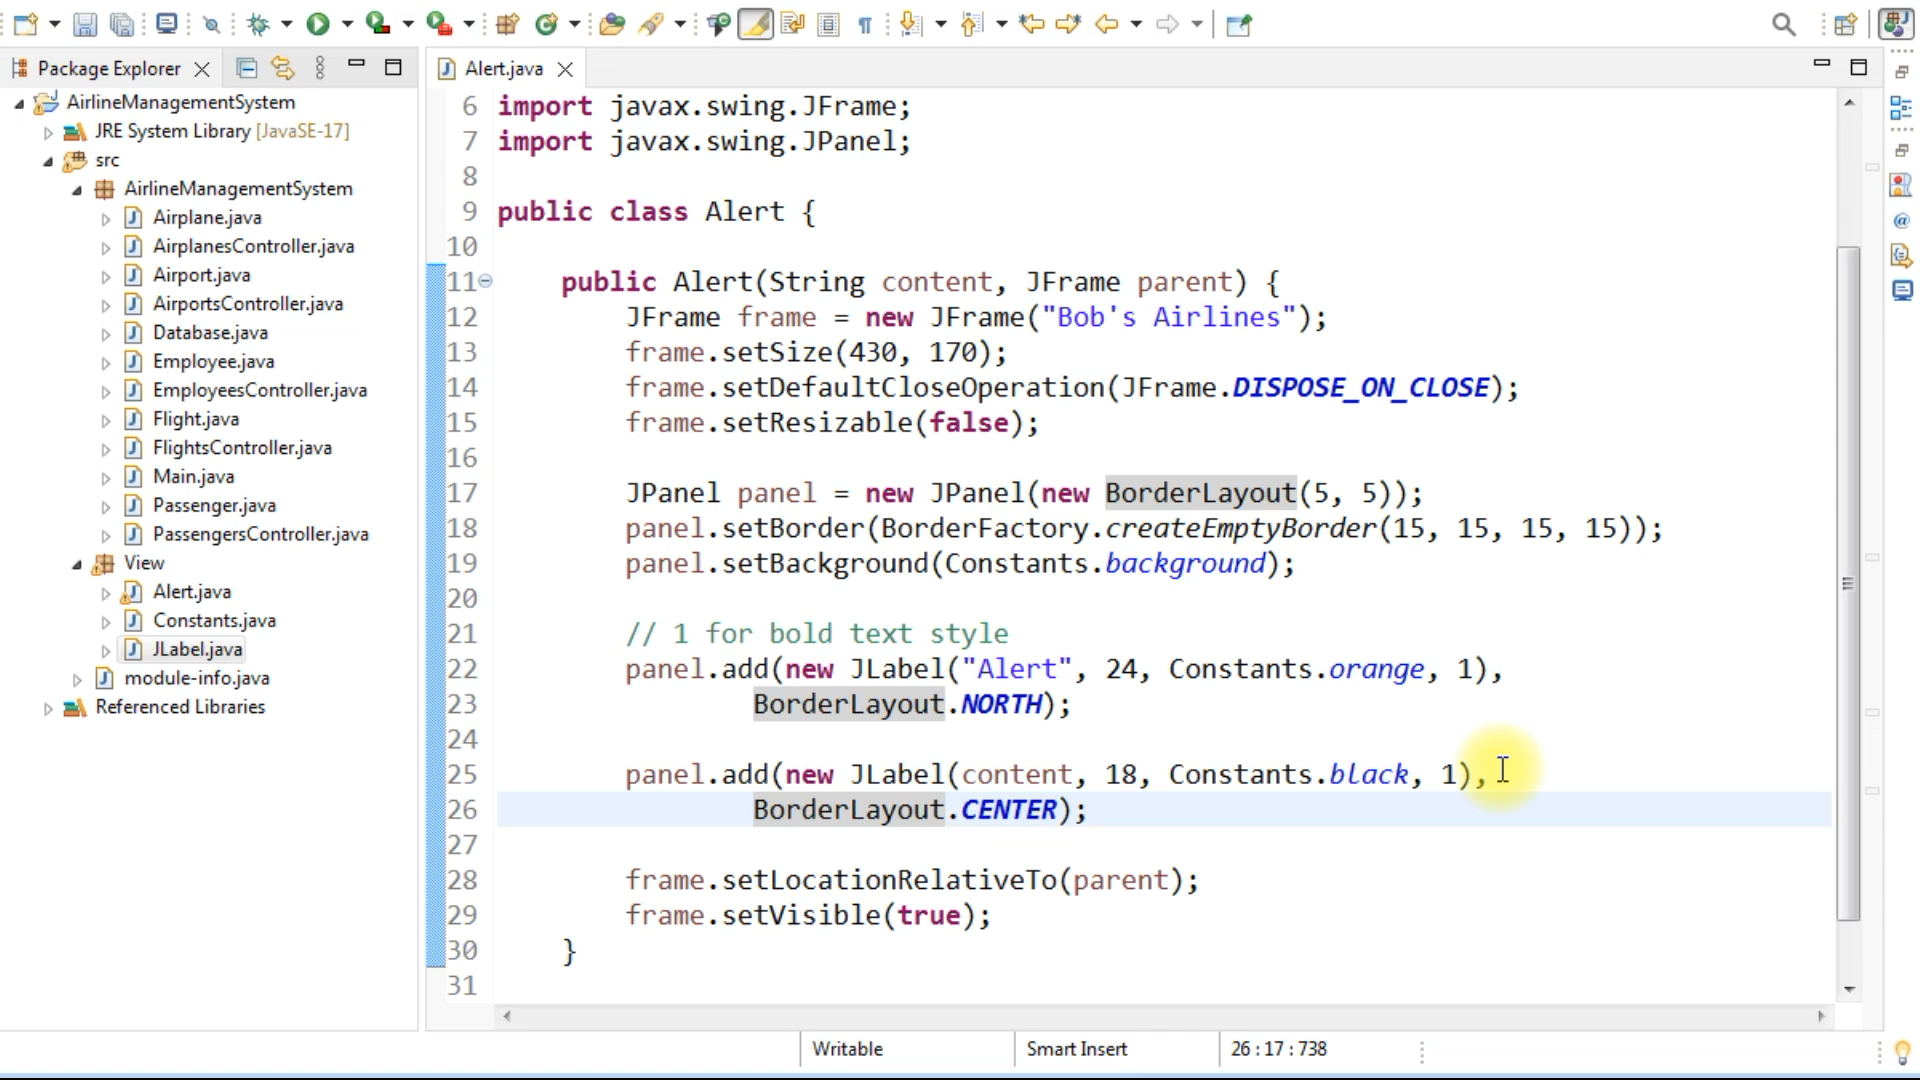 Package Explorer
AirlineManagementSystem
JRE System Library [JavaSE-17]
src
AirlineManagementSystem
Airplane.java
AirplanesController.java
Airport.java
AirportsController.java
Database.java
Employee.java
EmployeesController.java
Flight.java
FlightsController.java
Main.java
Passenger.java
PassengersController.java
View
Alert.java
Constants.java
JLabel.java
module-info.java
Referenced Libraries
Alert.java
6 import javax.swing.JFrame;
7 import javax.swing.JPanel;
8
9 public class Alert {
10
11 public Alert(String content, JFrame parent) {
12 JFrame frame = new JFrame("Bob's Airlines");
13 frame.setSize(430, 170);
14 frame.setDefaultCloseOperation(JFrame.DISPOSE_ON_CLOSE);
15 frame.setResizable(false);
16
17 JPanel panel = new JPanel(new BorderLayout(5, 5));
18 panel.setBorder(BorderFactory.createEmptyBorder(15, 15, 15, 15));
19 panel.setBackground(Constants.background);
20
21 // 1 for bold text style
22 panel.add(new JLabel("Alert", 24, Constants.orange, 1),
23 BorderLayout.NORTH);
24
25 panel.add(new JLabel(content, 18, Constants.black, 1),
26 BorderLayout.CENTER);
27
28 frame.setLocationRelativeTo(parent);
29 frame.setVisible(true);
30 }
31
Writable
Smart Insert
26 : 17 : 738